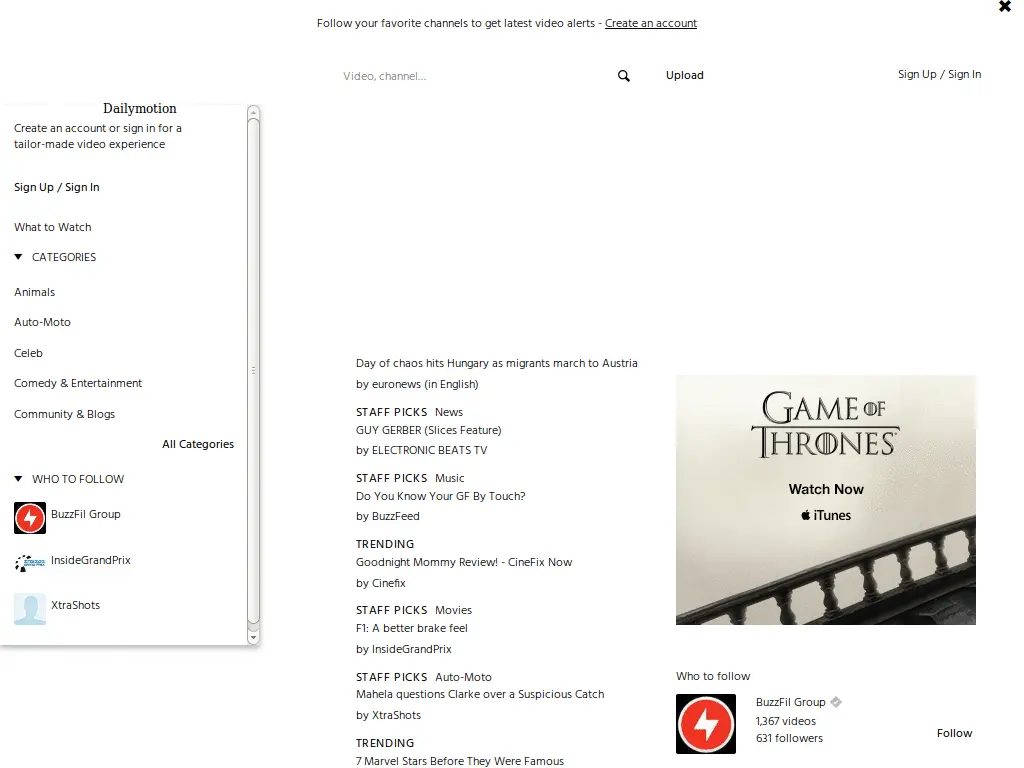 Follow your favorite channels to get latest video alerts - Create an account
Video, channel...
Upload
Sign Up / Sign In
Dailymotion
Create an account or sign in for a
tailor-made video experience
Sign Up / Sign In
What to Watch
CATEGORIES
Animals
Auto-Moto
Celeb
Comedy & Entertainment
Community & Blogs
All Categories
WHO TO FOLLOW
BuzzFil Group
InsideGrandPrix
XtraShots
Day of chaos hits Hungary as migrants march to Austria
by euronews (in English)
STAFF PICKS News
GUY GERBER (Slices Feature)
by ELECTRONIC BEATS TV
STAFF PICKS Music
Do You Know Your GF By Touch?
by BuzzFeed
TRENDING
Goodnight Mommy Review! - CineFix Now
by Cinefix
STAFF PICKS Movies
F1: A better brake feel
by InsideGrandPrix
STAFF PICKS Auto-Moto
Mahela questions Clarke over a Suspicious Catch
by XtraShots
TRENDING
7 Marvel Stars Before They Were Famous
GAME OF
THRONES
Watch Now
iTunes
Who to follow
BuzzFil Group
1,367 videos
631 followers
Follow